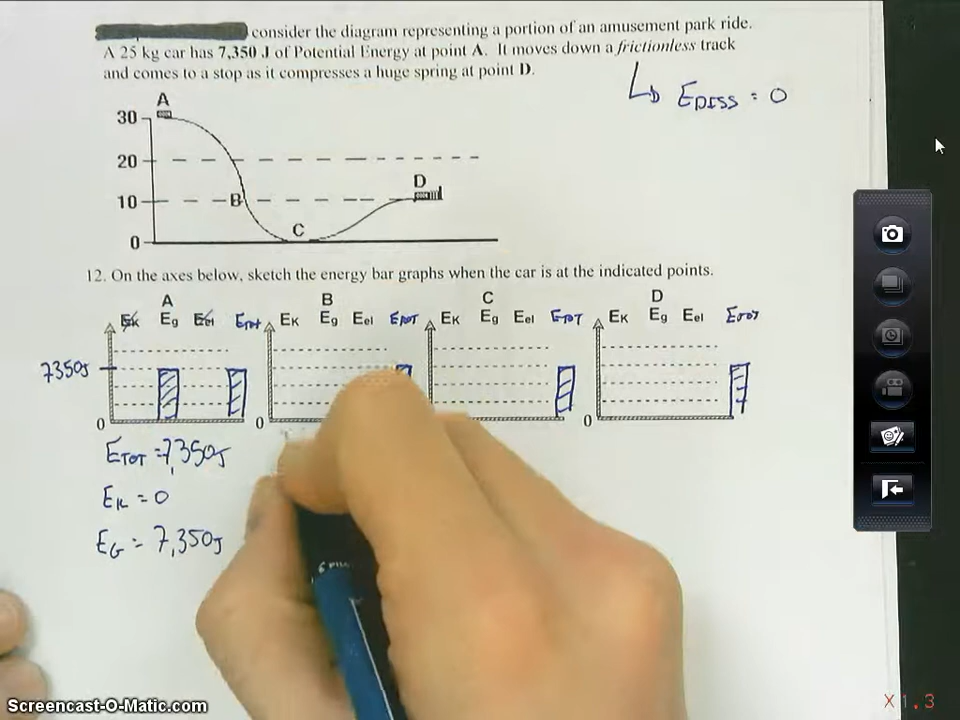 consider the diagram representing a portion of an amusement park ride.
A 25 kg car has 7,350 J of Potential Energy at point A. It moves down a frictionless track
and comes to a stop as it compresses a huge spring at point D.
EDISS = 0
A
30
20
D
10
B
C
0
12. On the axes below, sketch the energy bar graphs when the car is at the indicated points.
A B C D
Ek Eg Eel ETOT EK Eg Eel ETOT EK Eg Eel ETOT EK Eg Eel ETOT
7350J
0 0 0
ETOT = 7,350J
EK = 0
EG = 7,350J
Screencast-O-Matic.com
X1.3